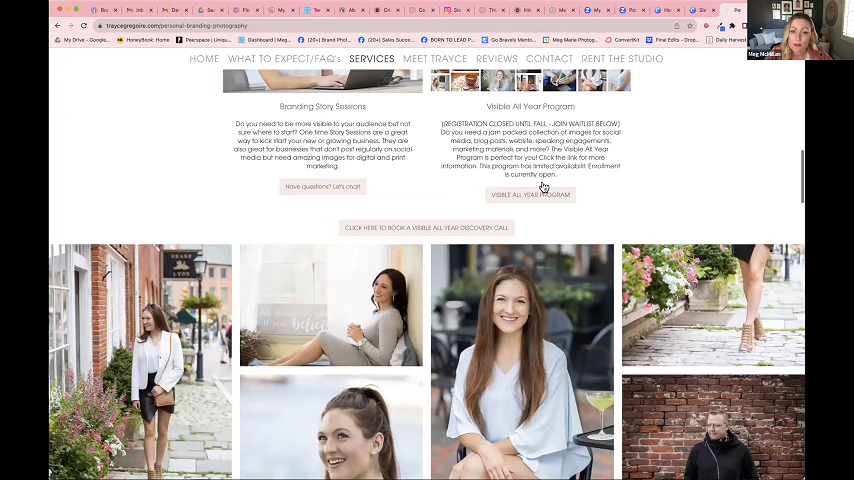 traycegregoire.com/personal-branding-photography
My Drive - Google...
HoneyBook: Home
Peerspace | Uniqu...
Dashboard | Meg...
(20+) Brand Phot...
(20+) Sales Succe...
BORN TO LEAD P...
Go Bravely Mento...
Meg Marie Photog...
ConvertKit
Final Edits - Drop...
Daily Harvest
Meg McMillan
HOME WHAT TO EXPECT/FAQ's SERVICES MEET TRAYCE REVIEWS CONTACT RENT THE STUDIO
Branding Story Sessions
Do you need to be more visible to your audience but
not sure where to start? One time Story Sessions are a great
way to kick start your new or growing business. They are
also great for businesses that don't post regularly on social
media but need amazing images for digital and print
marketing.
Have questions? Let's chat!
Visible All Year Program
(REGISTRATION CLOSED UNTIL FALL - JOIN WAITLIST BELOW)
Do you need a jam packed collection of images for social
media, blog posts, website, speaking engagements,
marketing materials and more? The Visible All Year
Program is perfect for you! Click the link for more
information. This program has limited availability. Enrollment
is currently open.
VISIBLE ALL YEAR PROGRAM
CLICK HERE TO BOOK A VISIBLE ALL YEAR DISCOVERY CALL